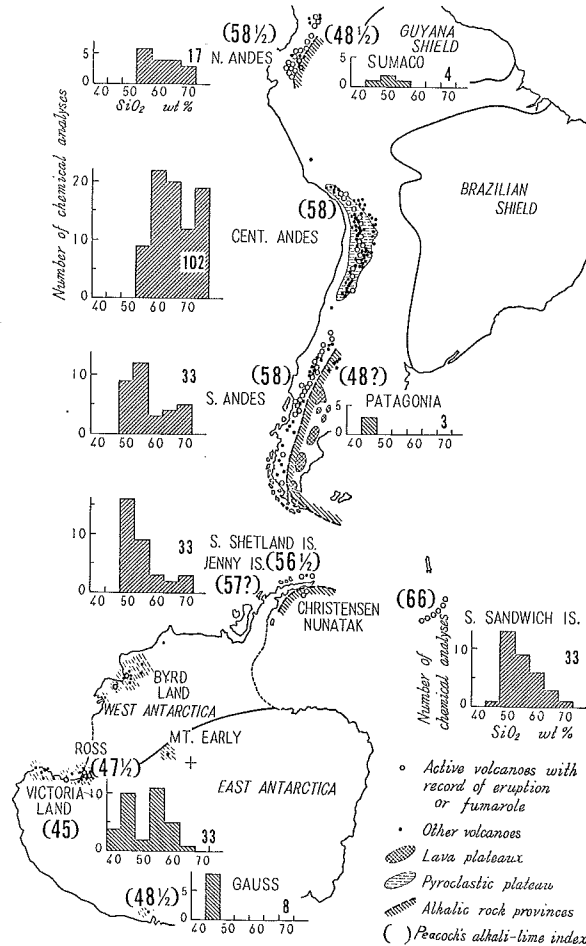 (58½)
(48½)
GUYANA
SHIELD
17
N. ANDES
SUMACO
5
0
40 50 60 70
SiO₂ wt %
5
0
4
40 50 60 70
Number of chemical analyses
20
10
0
102
40 50 60 70
(58)
CENT. ANDES
BRAZILIAN
SHIELD
(58)
(48?)
10
0
33
S. ANDES
40 50 60 70
PATAGONIA
5
0
3
40 50 60 70
10
0
33
40 50 60 70
S. SHETLAND IS.
JENNY IS.
(56½)
(57?)
CHRISTENSEN
NUNATAK
(66)
S. SANDWICH IS.
Number of
chemical analyses
10
0
33
40 50 60 70
SiO₂ wt %
BYRD
LAND
WEST ANTARCTICA
MT. EARLY
ROSS
(47½)
VICTORIA
LAND
(45)
EAST ANTARCTICA
10
0
33
40 50 60 70
(48½)
GAUSS
5
0
8
40 50 60 70
Active volcanoes with
record of eruption
or fumarole
Other volcanoes
Lava plateaux
Pyroclastic plateau
Alkalic rock provinces
( ) Peacock's alkali-lime index